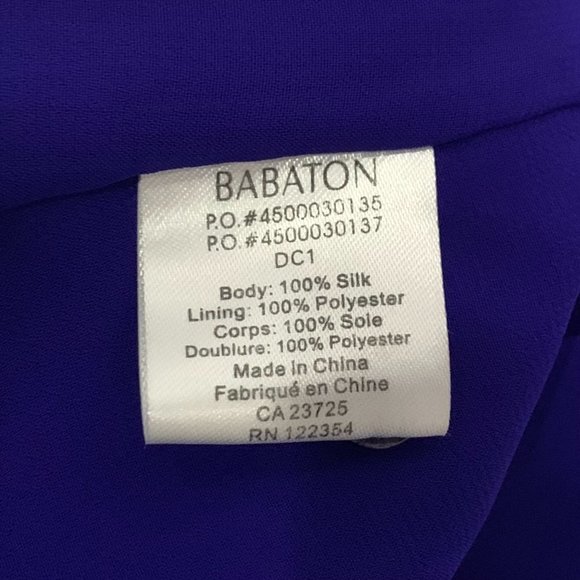 BABATON
P.O.#4500030135
P.O.#4500030137
DC1
Body: 100% Silk
Lining: 100% Polyester
Corps: 100% Soie
Doublure: 100% Polyester
Made in China
Fabriqué en Chine
CA 23725
RN 122354